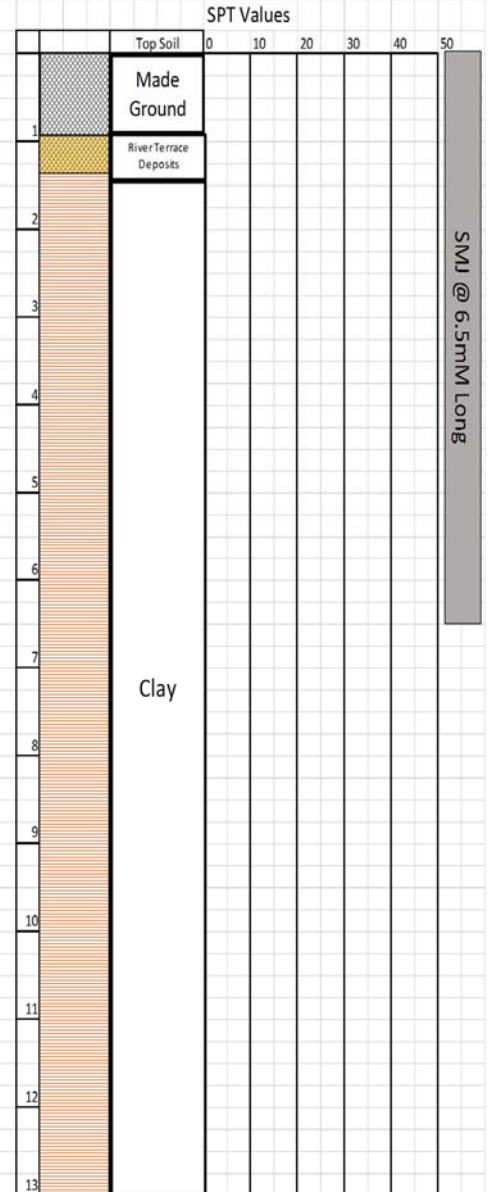 SPT Values
Top Soil 0 10 20 30 40 50
Made
Ground
1
River Terrace
Deposits
2
3
4
5
6
7
Clay
8
9
10
11
12
13
SMJ @ 6.5mM Long